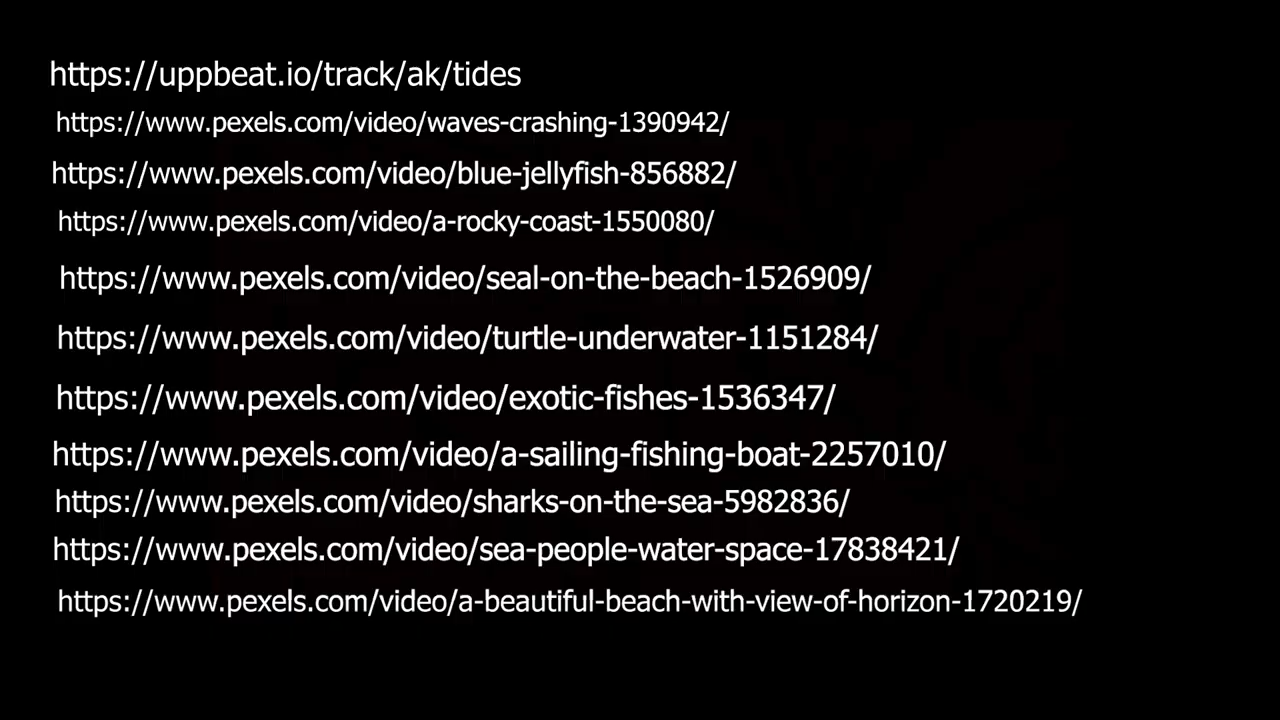 https://uppbeat.io/track/ak/tides
https://www.pexels.com/video/waves-crashing-1390942/
https://www.pexels.com/video/blue-jellyfish-856882/
https://www.pexels.com/video/a-rocky-coast-1550080/
https://www.pexels.com/video/seal-on-the-beach-1526909/
https://www.pexels.com/video/turtle-underwater-1151284/
https://www.pexels.com/video/exotic-fishes-1536347/
https://www.pexels.com/video/a-sailing-fishing-boat-2257010/
https://www.pexels.com/video/sharks-on-the-sea-5982836/
https://www.pexels.com/video/sea-people-water-space-17838421/
https://www.pexels.com/video/a-beautiful-beach-with-view-of-horizon-1720219/